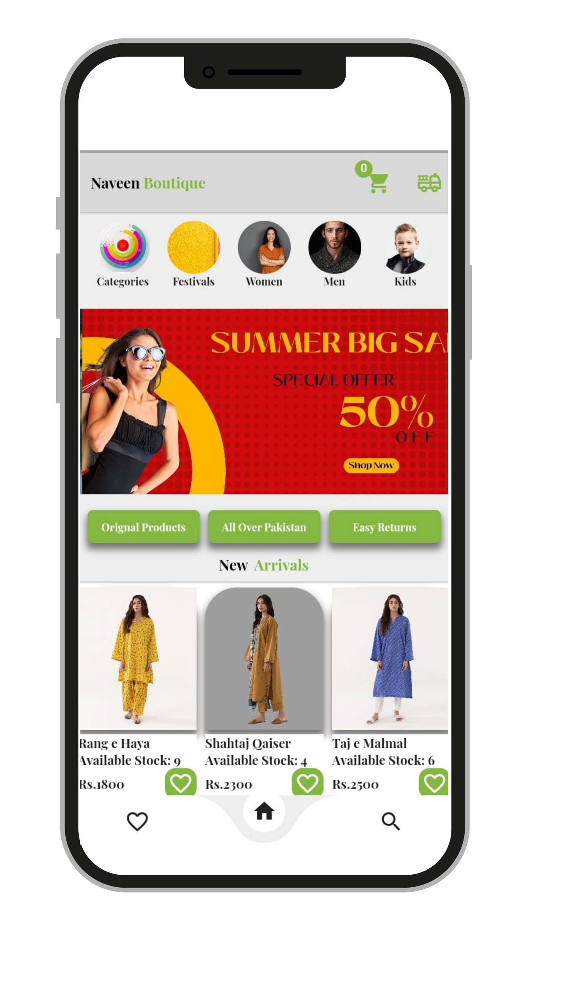 Naveen Boutique
0
Categories
Festivals
Women
Men
Kids
SUMMER BIG SA
SPECIAL OFFER
50%
OFF
Shop Now
Orignal Products
All Over Pakistan
Easy Returns
New Arrivals
Rang e Haya
Available Stock: 9
Rs.1800
Shahtaj Qaiser
Available Stock: 4
Rs.2300
Taj e Malmal
Available Stock: 6
Rs.2500